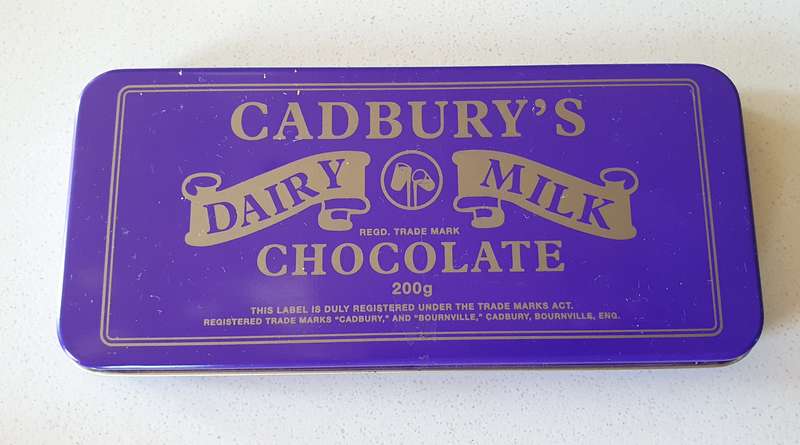 CADBURY'S
DAIRY MILK
REGD. TRADE MARK
CHOCOLATE
200g
THIS LABEL IS DULY REGISTERED UNDER THE TRADE MARKS ACT.
REGISTERED TRADE MARKS "CADBURY," AND "BOURNVILLE," CADBURY, BOURNVILLE, ENG.